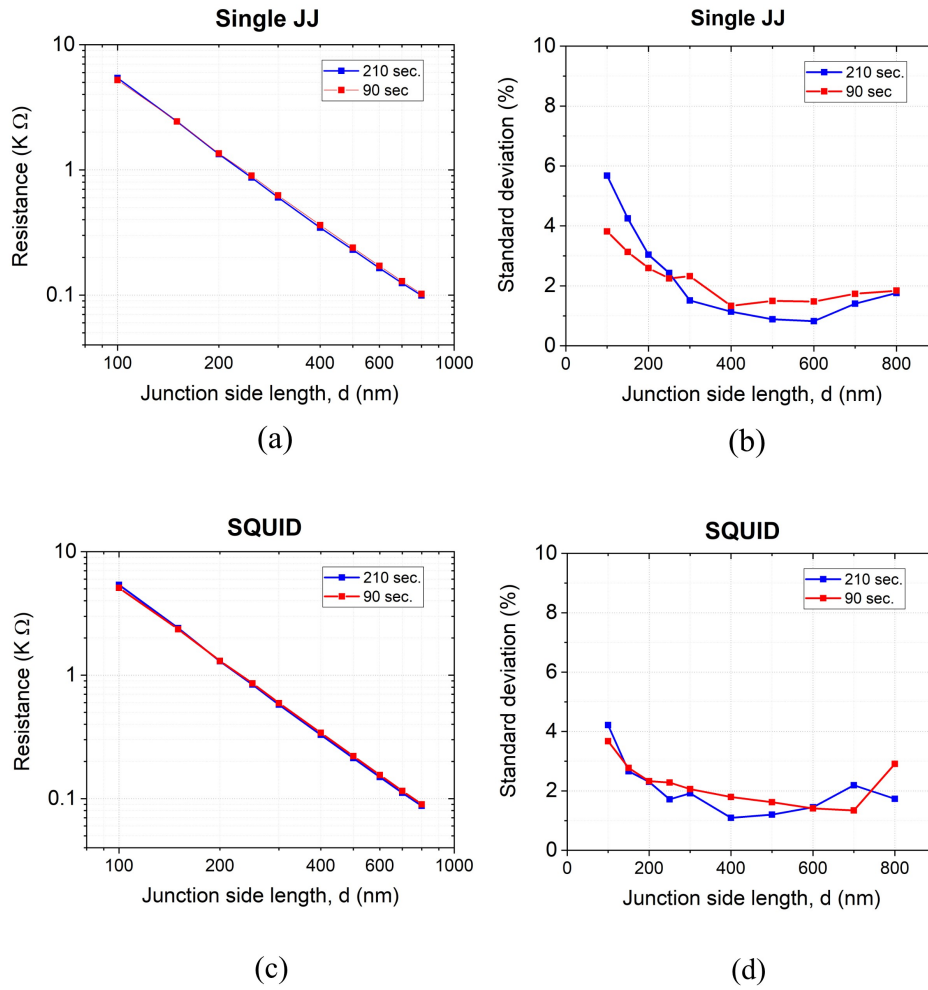 Single JJ
10
1
0.1
Resistance (K Ω)
210 sec.
90 sec
100 200 400 600 1000
Junction side length, d (nm)
(a)
Single JJ
10
8
6
4
2
0
Standard deviation (%)
210 sec.
90 sec.
0 200 400 600 800
Junction side length, d (nm)
(b)
SQUID
10
1
0.1
Resistance (K Ω)
210 sec.
90 sec.
100 200 400 600 1000
Junction side length, d (nm)
(c)
SQUID
10
8
6
4
2
0
Standard deviation (%)
210 sec.
90 sec.
0 200 400 600 800
Junction side length, d (nm)
(d)